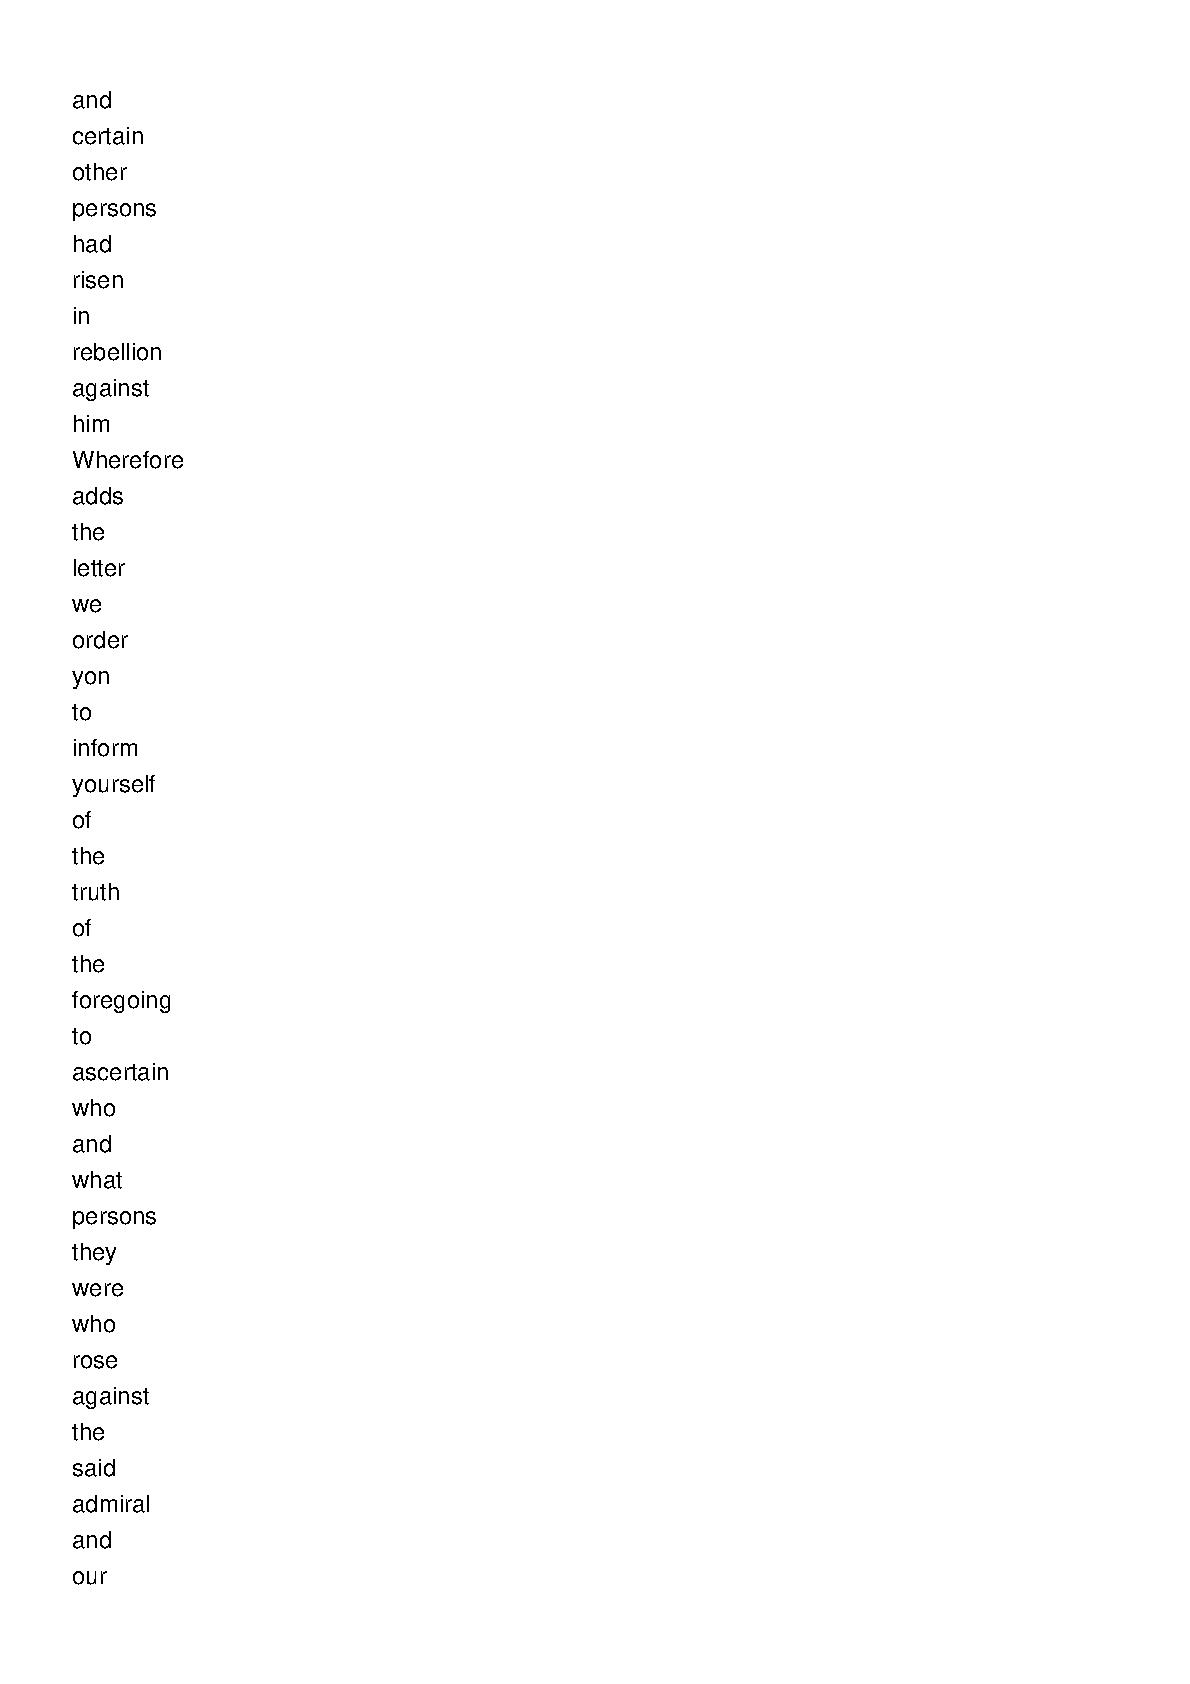 and
certain
other
persons
had
risen
in
rebellion
against
him
Wherefore
adds
the
letter
we
order
yon
to
inform
yourself
of
the
truth
of
the
foregoing
to
ascertain
who
and
what
persons
they
were
who
rose
against
the
said
admiral
and
our